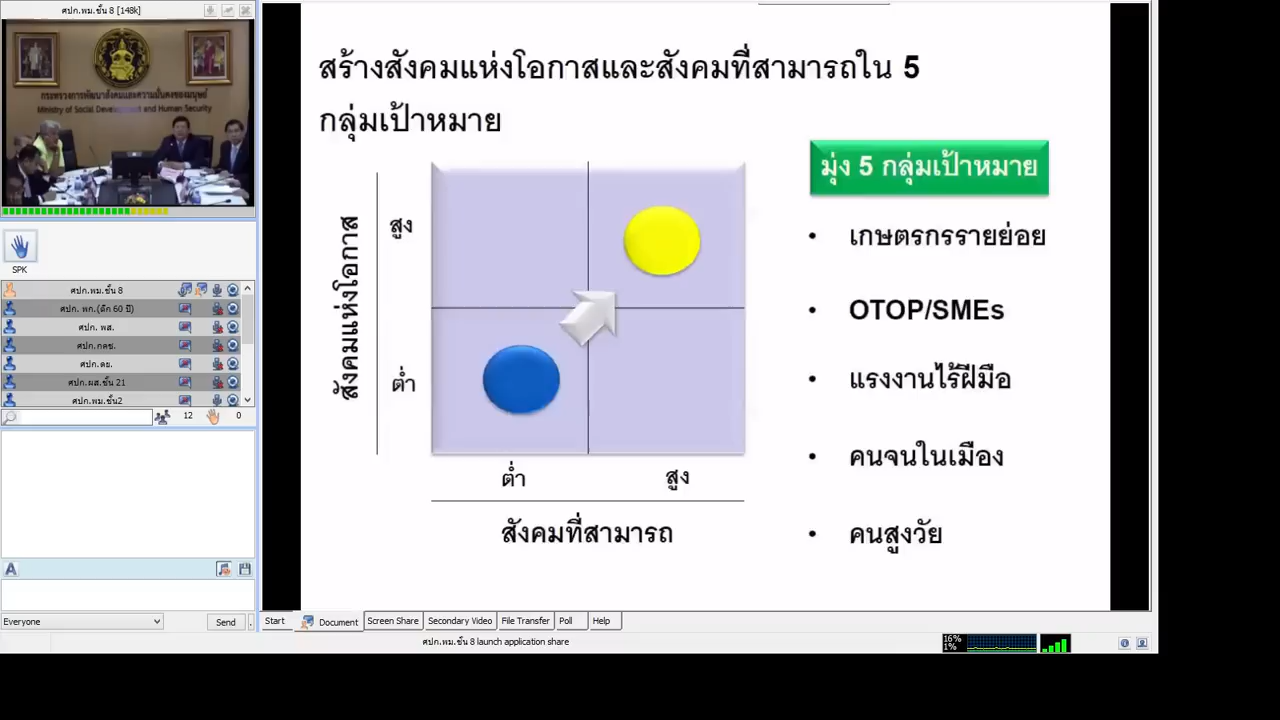 ศปก.พม.ชั้น 8 [148k]
กระทรวงการพัฒนาสังคมและความมั่นคงของมนุษย์
Ministry of Social Development and Human Security
SPK
ศปก.พม.ชั้น 8
ศปก. พก.(ตึก 60 ปี)
ศปก. พส.
ศปก.กคช.
ศปก.ดย.
ศปก.ผส.ชั้น 21
ศปก.พม.ชั้น2
12
0
A
Everyone
Send
สร้างสังคมแห่งโอกาสและสังคมที่สามารถใน 5
กลุ่มเป้าหมาย
สังคมแห่งโอกาส
สูง
ต่ำ
ต่ำ
สูง
สังคมที่สามารถ
มุ่ง 5 กลุ่มเป้าหมาย
• เกษตรกรรายย่อย
• OTOP/SMEs
• แรงงานไร้ฝีมือ
• คนจนในเมือง
• คนสูงวัย
Start Document Screen Share Secondary Video File Transfer Poll Help
ศปก.พม.ชั้น 8 launch application share
16%
1%